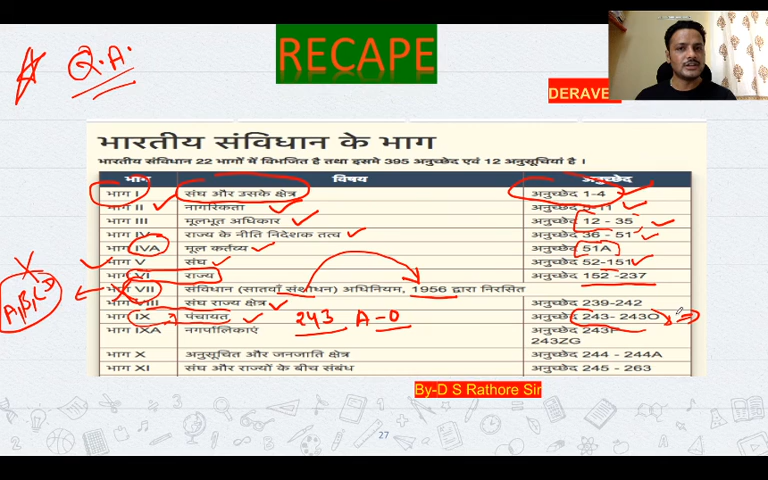 RECAPE
Q.A.
DERAVE
भारतीय संविधान के भाग
भारतीय संविधान 22 भागों में विभजित है तथा इसमे 395 अनुच्छेद एवं 12 अनुसूचियां है ।
भाग विषय अनुच्छेद
भाग I संघ और उसके क्षेत्र अनुच्छेद 1-4
भाग II नागरिकता -11
भाग III मूलभूत अधिकार अनुच्छेद 12 - 35
भाग IV राज्य के नीति निदेशक तत्व अनुच्छेद 36 - 51
भाग IVA मूल कर्तव्य अनुच्छेद 51A
भाग V संघ अनुच्छेद 52-151
भाग VI राज्य अनुच्छेद 152 -237
भाग VII संविधान (सातवाँ संशोधन) अधिनियम, 1956 द्वारा निरसित
A,B,C,D
भाग VIII संघ राज्य क्षेत्र अनुच्छेद 239-242
भाग IX पंचायत 243 A-O अनुच्छेद 243- 243O
भाग IXA नगपालिकाएं अनुच्छेद 243P
243ZG
भाग X अनुसूचित और जनजाति क्षेत्र अनुच्छेद 244 - 244A
भाग XI संघ और राज्यों के बीच संबंध अनुच्छेद 245 - 263
By-D S Rathore Sir
27